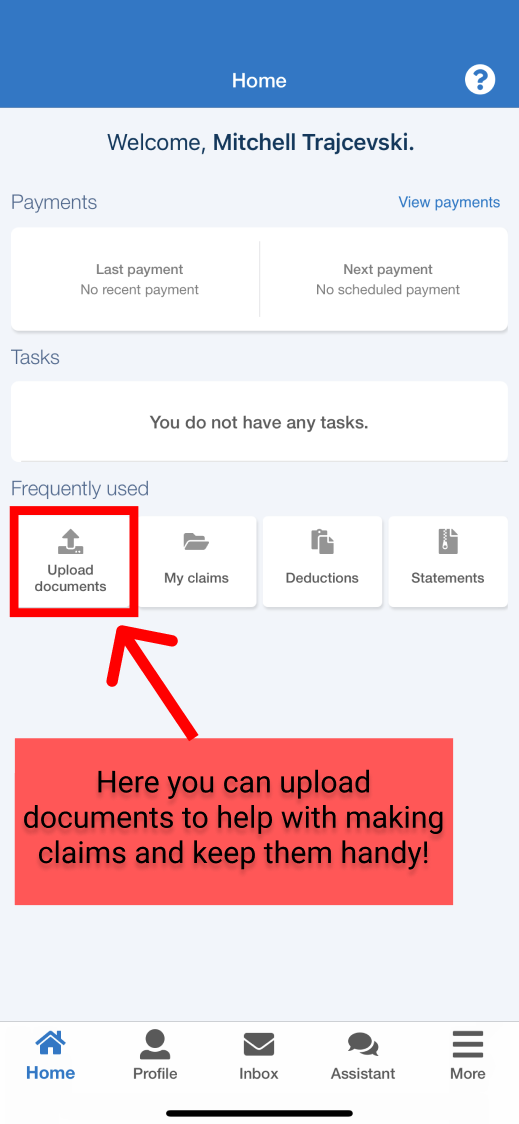 Home
?
Welcome, Mitchell Trajcevski.
Payments
View payments
Last payment
No recent payment
Next payment
No scheduled payment
Tasks
You do not have any tasks.
Frequently used
Upload
documents
My claims
Deductions
Statements
Here you can upload
documents to help with making
claims and keep them handy!
Home
Profile
Inbox
Assistant
More